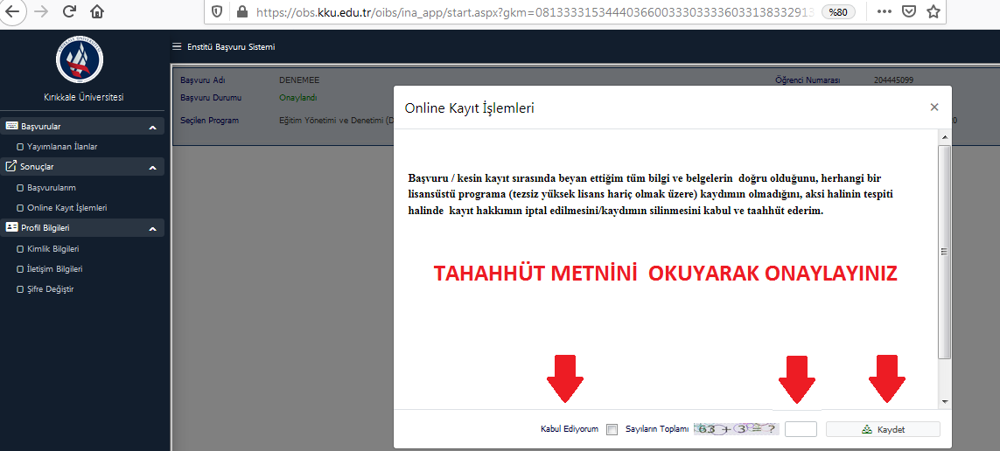 https://obs.kku.edu.tr/oibs/ina_app/start.aspx?gkm=
%80
Kırıkkale Üniversitesi
Başvurular
Yayımlanan İlanlar
Sonuçlar
Başvurularım
Online Kayıt İşlemleri
Profil Bilgileri
Kimlik Bilgileri
İletişim Bilgileri
Şifre Değiştir
Enstitü Başvuru Sistemi
Başvuru Adı DENEMEE Öğrenci Numarası 204445099
Başvuru Durumu Onaylandı
Seçilen Program Eğitim Yönetimi ve Denetimi (D
Online Kayıt İşlemleri
Başvuru / kesin kayıt sırasında beyan ettiğim tüm bilgi ve belgelerin doğru olduğunu, herhangi bir
lisansüstü programa (tezsiz yüksek lisans hariç olmak üzere) kaydımın olmadığını, aksi halinin tespiti
halinde kayıt hakkımın iptal edilmesini/kaydımın silinmesini kabul ve taahhüt ederim.
TAHAHHÜT METNİNİ OKUYARAK ONAYLAYINIZ
Kabul Ediyorum Sayıların Toplamı 63 + 3 = ? Kaydet